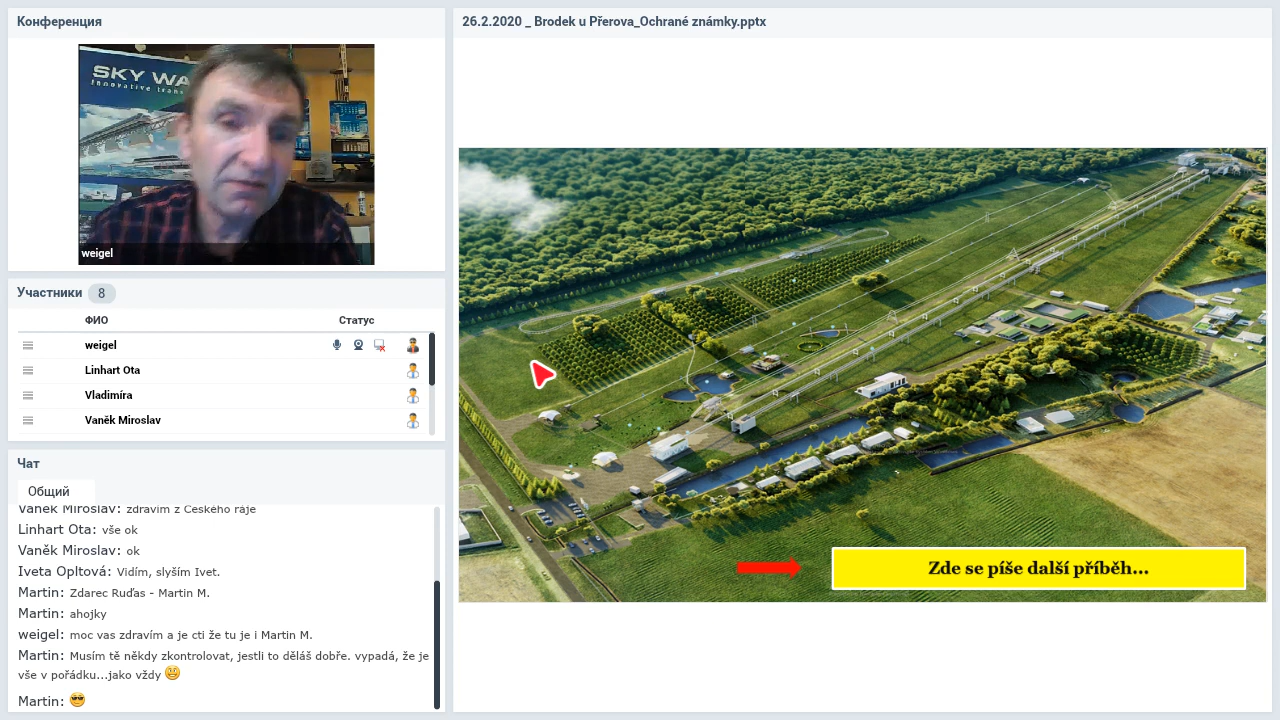 Конференция
SKY WA
Innovative trans
weigel
Участники 8
ФИО Статус
weigel
Linhart Ota
Vladimíra
Vaněk Miroslav
Чат
Общий
Vaněk Miroslav: zdravím z Českého ráje
Linhart Ota: vše ok
Vaněk Miroslav: ok
Iveta Opltová: Vidím, slyším Ivet.
Martin: Zdarec Ruďas - Martin M.
Martin: ahojky
weigel: moc vas zdravím a je cti že tu je i Martin M.
Martin: Musím tě někdy zkontrolovat, jestli to děláš dobře. vypadá, že je
vše v pořádku...jako vždy
Martin:
26.2.2020 _ Brodek u Přerova_Ochrané známky.pptx
Zde se píše další příběh...